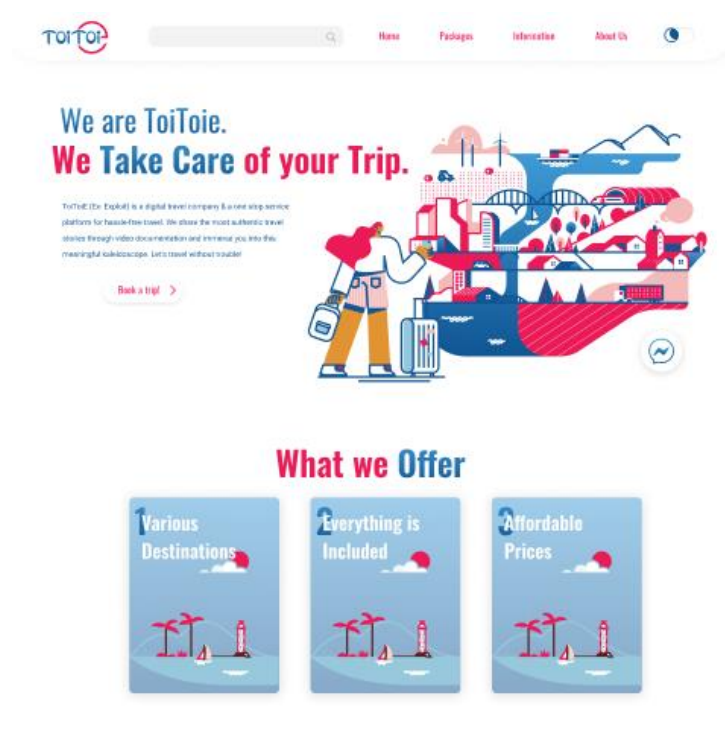 ToiToi
Home Packages Information About Us
We are ToiToie.
We Take Care of your Trip.
ToiToiE (Ex- Exploit) is a digital travel company & a one stop service
platform for hassle-free travel. We share the most authentic travel
stories through video documentation and immerse you into this
meaningful kaleidoscope. Let's travel without trouble!
Book a trip!
What we Offer
1 Various
Destinations
2 Everything is
Included
3 Affordable
Prices